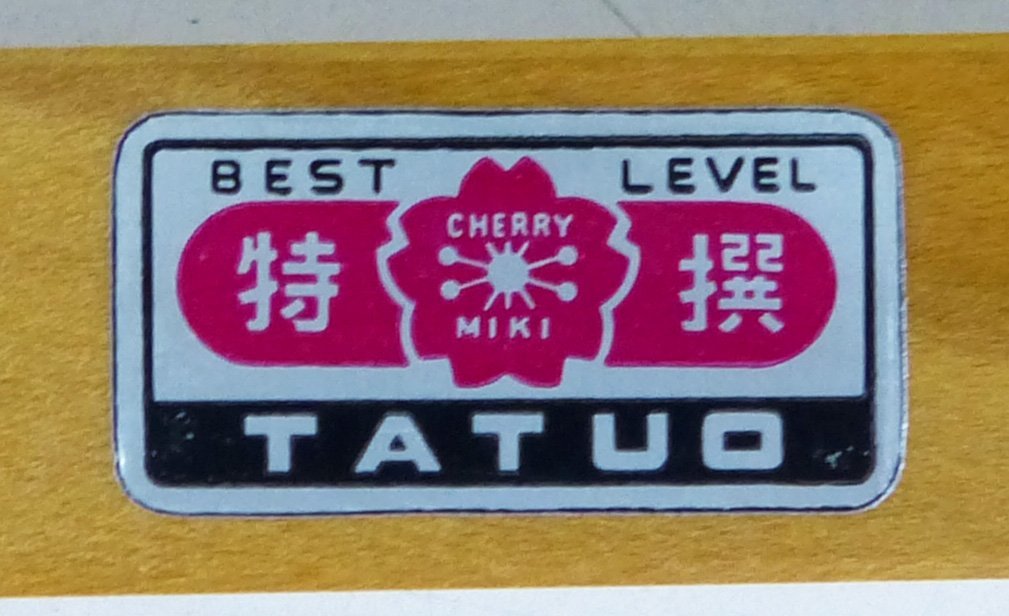 BEST LEVEL
CHERRY
特 撰
MIKI
TATUO